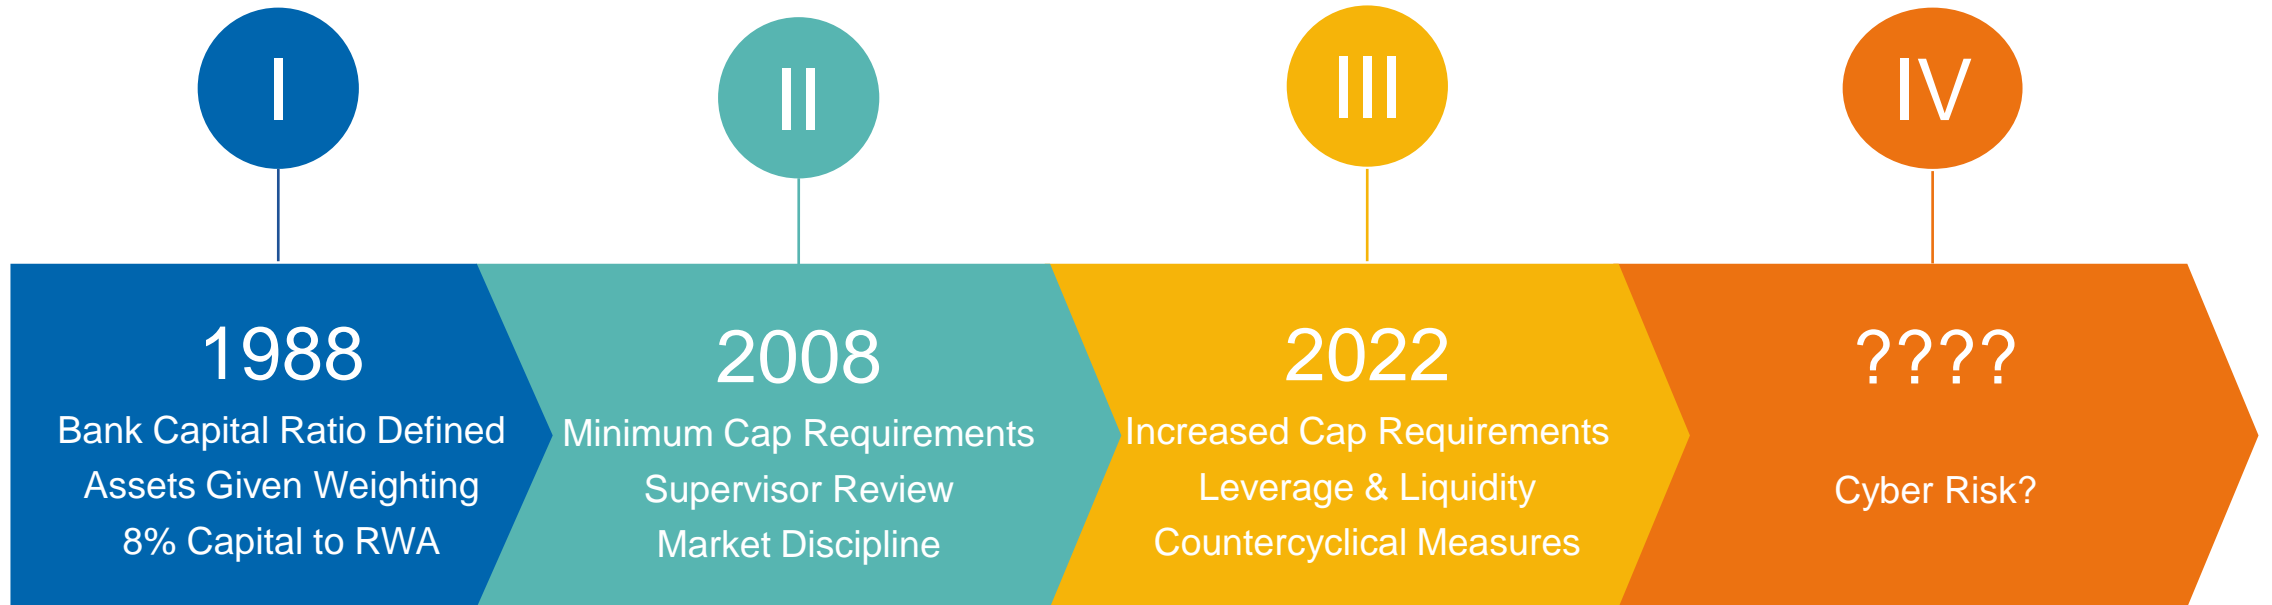 I
II
III
IV
1988
Bank Capital Ratio Defined
Assets Given Weighting
8% Capital to RWA
2008
Minimum Cap Requirements
Supervisor Review
Market Discipline
2022
Increased Cap Requirements
Leverage & Liquidity
Countercyclical Measures
????
Cyber Risk?